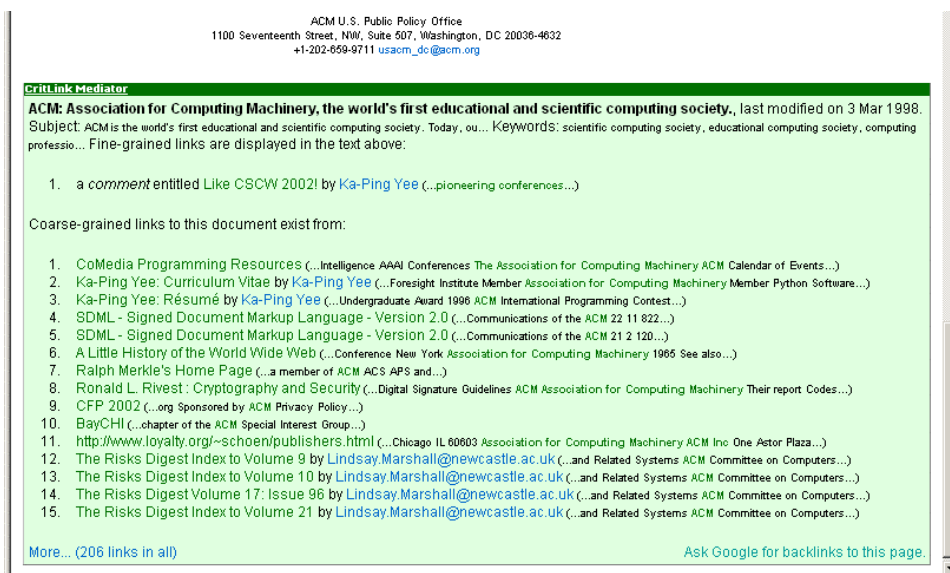 ACM U.S. Public Policy Office
1100 Seventeenth Street, NW, Suite 507, Washington, DC 20036-4632
+1-202-659-9711 usacm_dc@acm.org
CritLink Mediator
ACM: Association for Computing Machinery, the world's first educational and scientific computing society., last modified on 3 Mar 1998.
Subject: ACM is the world's first educational and scientific computing society. Today, ou... Keywords: scientific computing society, educational computing society, computing
professio... Fine-grained links are displayed in the text above:
1. a comment entitled Like CSCW 2002! by Ka-Ping Yee (...pioneering conferences...)
Coarse-grained links to this document exist from:
1. CoMedia Programming Resources (...Intelligence AAAI Conferences The Association for Computing Machinery ACM Calendar of Events...)
2. Ka-Ping Yee: Curriculum Vitae by Ka-Ping Yee (...Foresight Institute Member Association for Computing Machinery Member Python Software...)
3. Ka-Ping Yee: Résumé by Ka-Ping Yee (...Undergraduate Award 1996 ACM International Programming Contest...)
4. SDML - Signed Document Markup Language - Version 2.0 (...Communications of the ACM 22 11 822...)
5. SDML - Signed Document Markup Language - Version 2.0 (...Communications of the ACM 21 2 120...)
6. A Little History of the World Wide Web (...Conference New York Association for Computing Machinery 1965 See also...)
7. Ralph Merkle's Home Page (...a member of ACM ACS APS and...)
8. Ronald L. Rivest : Cryptography and Security (...Digital Signature Guidelines ACM Association for Computing Machinery Their report Codes...)
9. CFP 2002 (...org Sponsored by ACM Privacy Policy...)
10. BayCHI (...chapter of the ACM Special Interest Group...)
11. http://www.loyalty.org/~schoen/publishers.html (...Chicago IL 60603 Association for Computing Machinery ACM Inc One Astor Plaza...)
12. The Risks Digest Index to Volume 9 by Lindsay.Marshall@newcastle.ac.uk (...and Related Systems ACM Committee on Computers...)
13. The Risks Digest Index to Volume 10 by Lindsay.Marshall@newcastle.ac.uk (...and Related Systems ACM Committee on Computers...)
14. The Risks Digest Volume 17: Issue 96 by Lindsay.Marshall@newcastle.ac.uk (...and Related Systems ACM Committee on Computers...)
15. The Risks Digest Index to Volume 21 by Lindsay.Marshall@newcastle.ac.uk (...and Related Systems ACM Committee on Computers...)
More... (206 links in all) Ask Google for backlinks to this page.